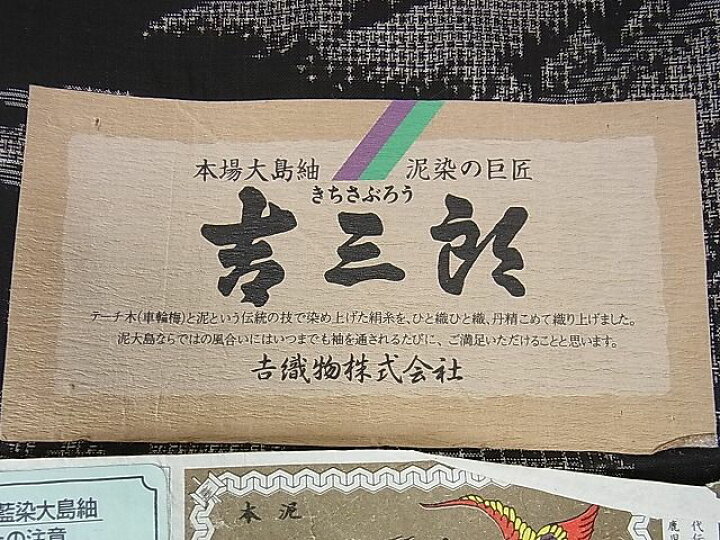 本場大島紬 泥染の巨匠
きちさぶろう
吉三郎
テーチ木(車輪梅)と泥という伝統の技で染め上げた絹糸を、ひと織ひと織、丹精こめて織り上げました。
泥大島ならではの風合いにはいつまでも袖を通されるたびに、ご満足いただけることと思います。
吉織物株式会社
藍染大島紬
の注意
本泥